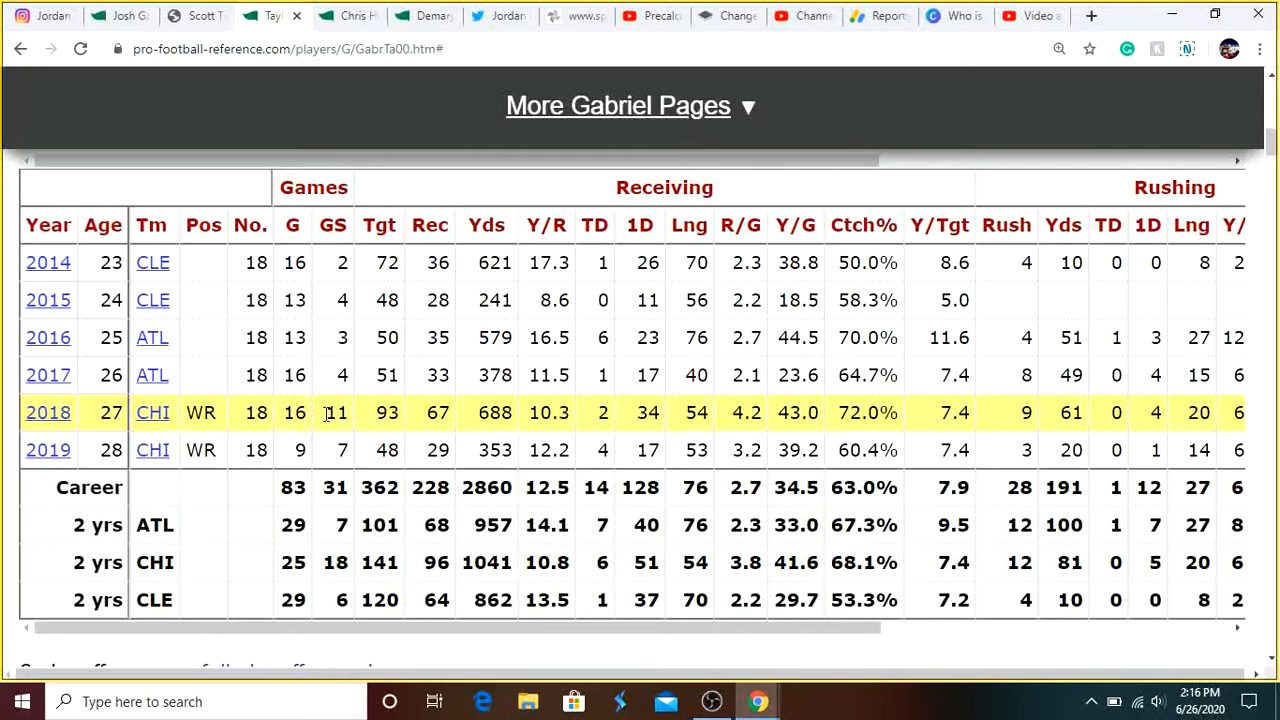 Jordan Josh Go Scott T Tayl Chris H Demar Jordan www.sp Precalc Change Chann Reports Who is Video a
pro-football-reference.com/players/G/GabrTa00.htm#
More Gabriel Pages ▼
Games Receiving Rushing
Year Age Tm Pos No. G GS Tgt Rec Yds Y/R TD 1D Lng R/G Y/G Ctch% Y/Tgt Rush Yds TD 1D Lng Y/
2014 23 CLE 18 16 2 72 36 621 17.3 1 26 70 2.3 38.8 50.0% 8.6 4 10 0 0 8 2
2015 24 CLE 18 13 4 48 28 241 8.6 0 11 56 2.2 18.5 58.3% 5.0
2016 25 ATL 18 13 3 50 35 579 16.5 6 23 76 2.7 44.5 70.0% 11.6 4 51 1 3 27 12
2017 26 ATL 18 16 4 51 33 378 11.5 1 17 40 2.1 23.6 64.7% 7.4 8 49 0 4 15 6
2018 27 CHI WR 18 16 11 93 67 688 10.3 2 34 54 4.2 43.0 72.0% 7.4 9 61 0 4 20 6
2019 28 CHI WR 18 9 7 48 29 353 12.2 4 17 53 3.2 39.2 60.4% 7.4 3 20 0 1 14 6
Career 83 31 362 228 2860 12.5 14 128 76 2.7 34.5 63.0% 7.9 28 191 1 12 27 6
2 yrs ATL 29 7 101 68 957 14.1 7 40 76 2.3 33.0 67.3% 9.5 12 100 1 7 27 8
2 yrs CHI 25 18 141 96 1041 10.8 6 51 54 3.8 41.6 68.1% 7.4 12 81 0 5 20 6
2 yrs CLE 29 6 120 64 862 13.5 1 37 70 2.2 29.7 53.3% 7.2 4 10 0 0 8 2
Type here to search
2:16 PM
6/26/2020